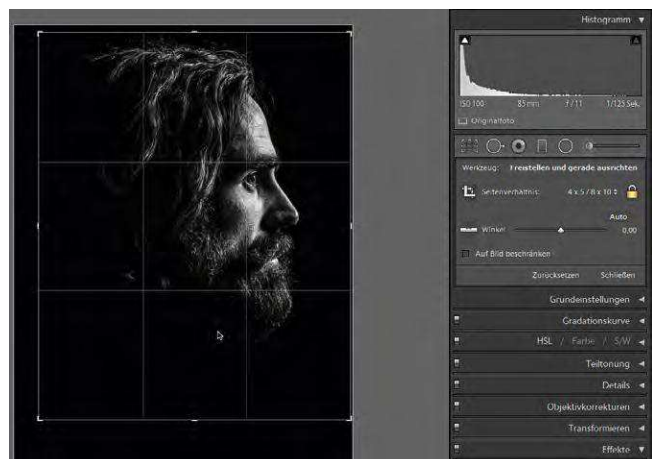 Histogramm
ISO 100 85 mm f / 11 1/125 Sek.
Originalfoto
Werkzeug: Freistellen und gerade ausrichten
Seitenverhältnis: 4 x 5 / 8 x 10
Auto
Winkel 0,00
Auf Bild beschränken
Zurücksetzen Schließen
Grundeinstellungen
Gradationskurve
HSL / Farbe / S/W
Teiltonung
Details
Objektivkorrekturen
Transformieren
Effekte